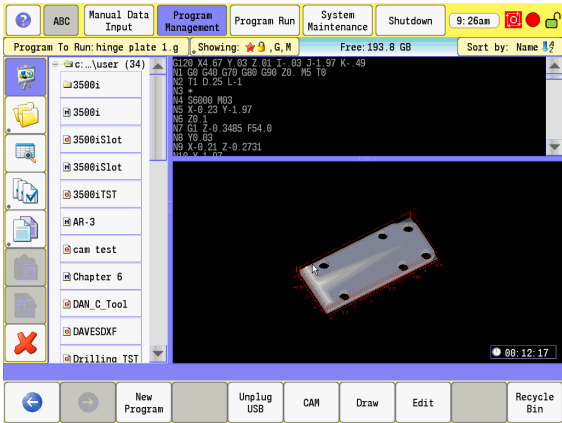 ABC
Manual Data
Input
Program
Management
Program Run
System
Maintenance
Shutdown
9:26am
Program To Run: hinge plate 1.g
Showing: , G, M
Free: 193.8 GB
Sort by: Name
c:…\user (34)
3500i
3500i
3500iSlot
3500iSlot
3500iTST
AR-3
cam test
Chapter 6
DAN_C_Tool
DAVESDXF
Drilling TST
G120 X4.67 Y.03 Z.01 I-.03 J-1.97 K-.49
N1 G0 G40 G70 G80 G90 Z0. M5 T0
N2 T1 D.25 L-1
N3 *
N4 S6000 M03
N5 X-0.23 Y-1.97
N6 Z0.1
N7 G1 Z-0.3485 F54.0
N8 Y0.03
N9 X-0.21 Z-0.2731
N10 Y-1.97
00:12:17
New
Program
Unplug
USB
CAM
Draw
Edit
Recycle
Bin